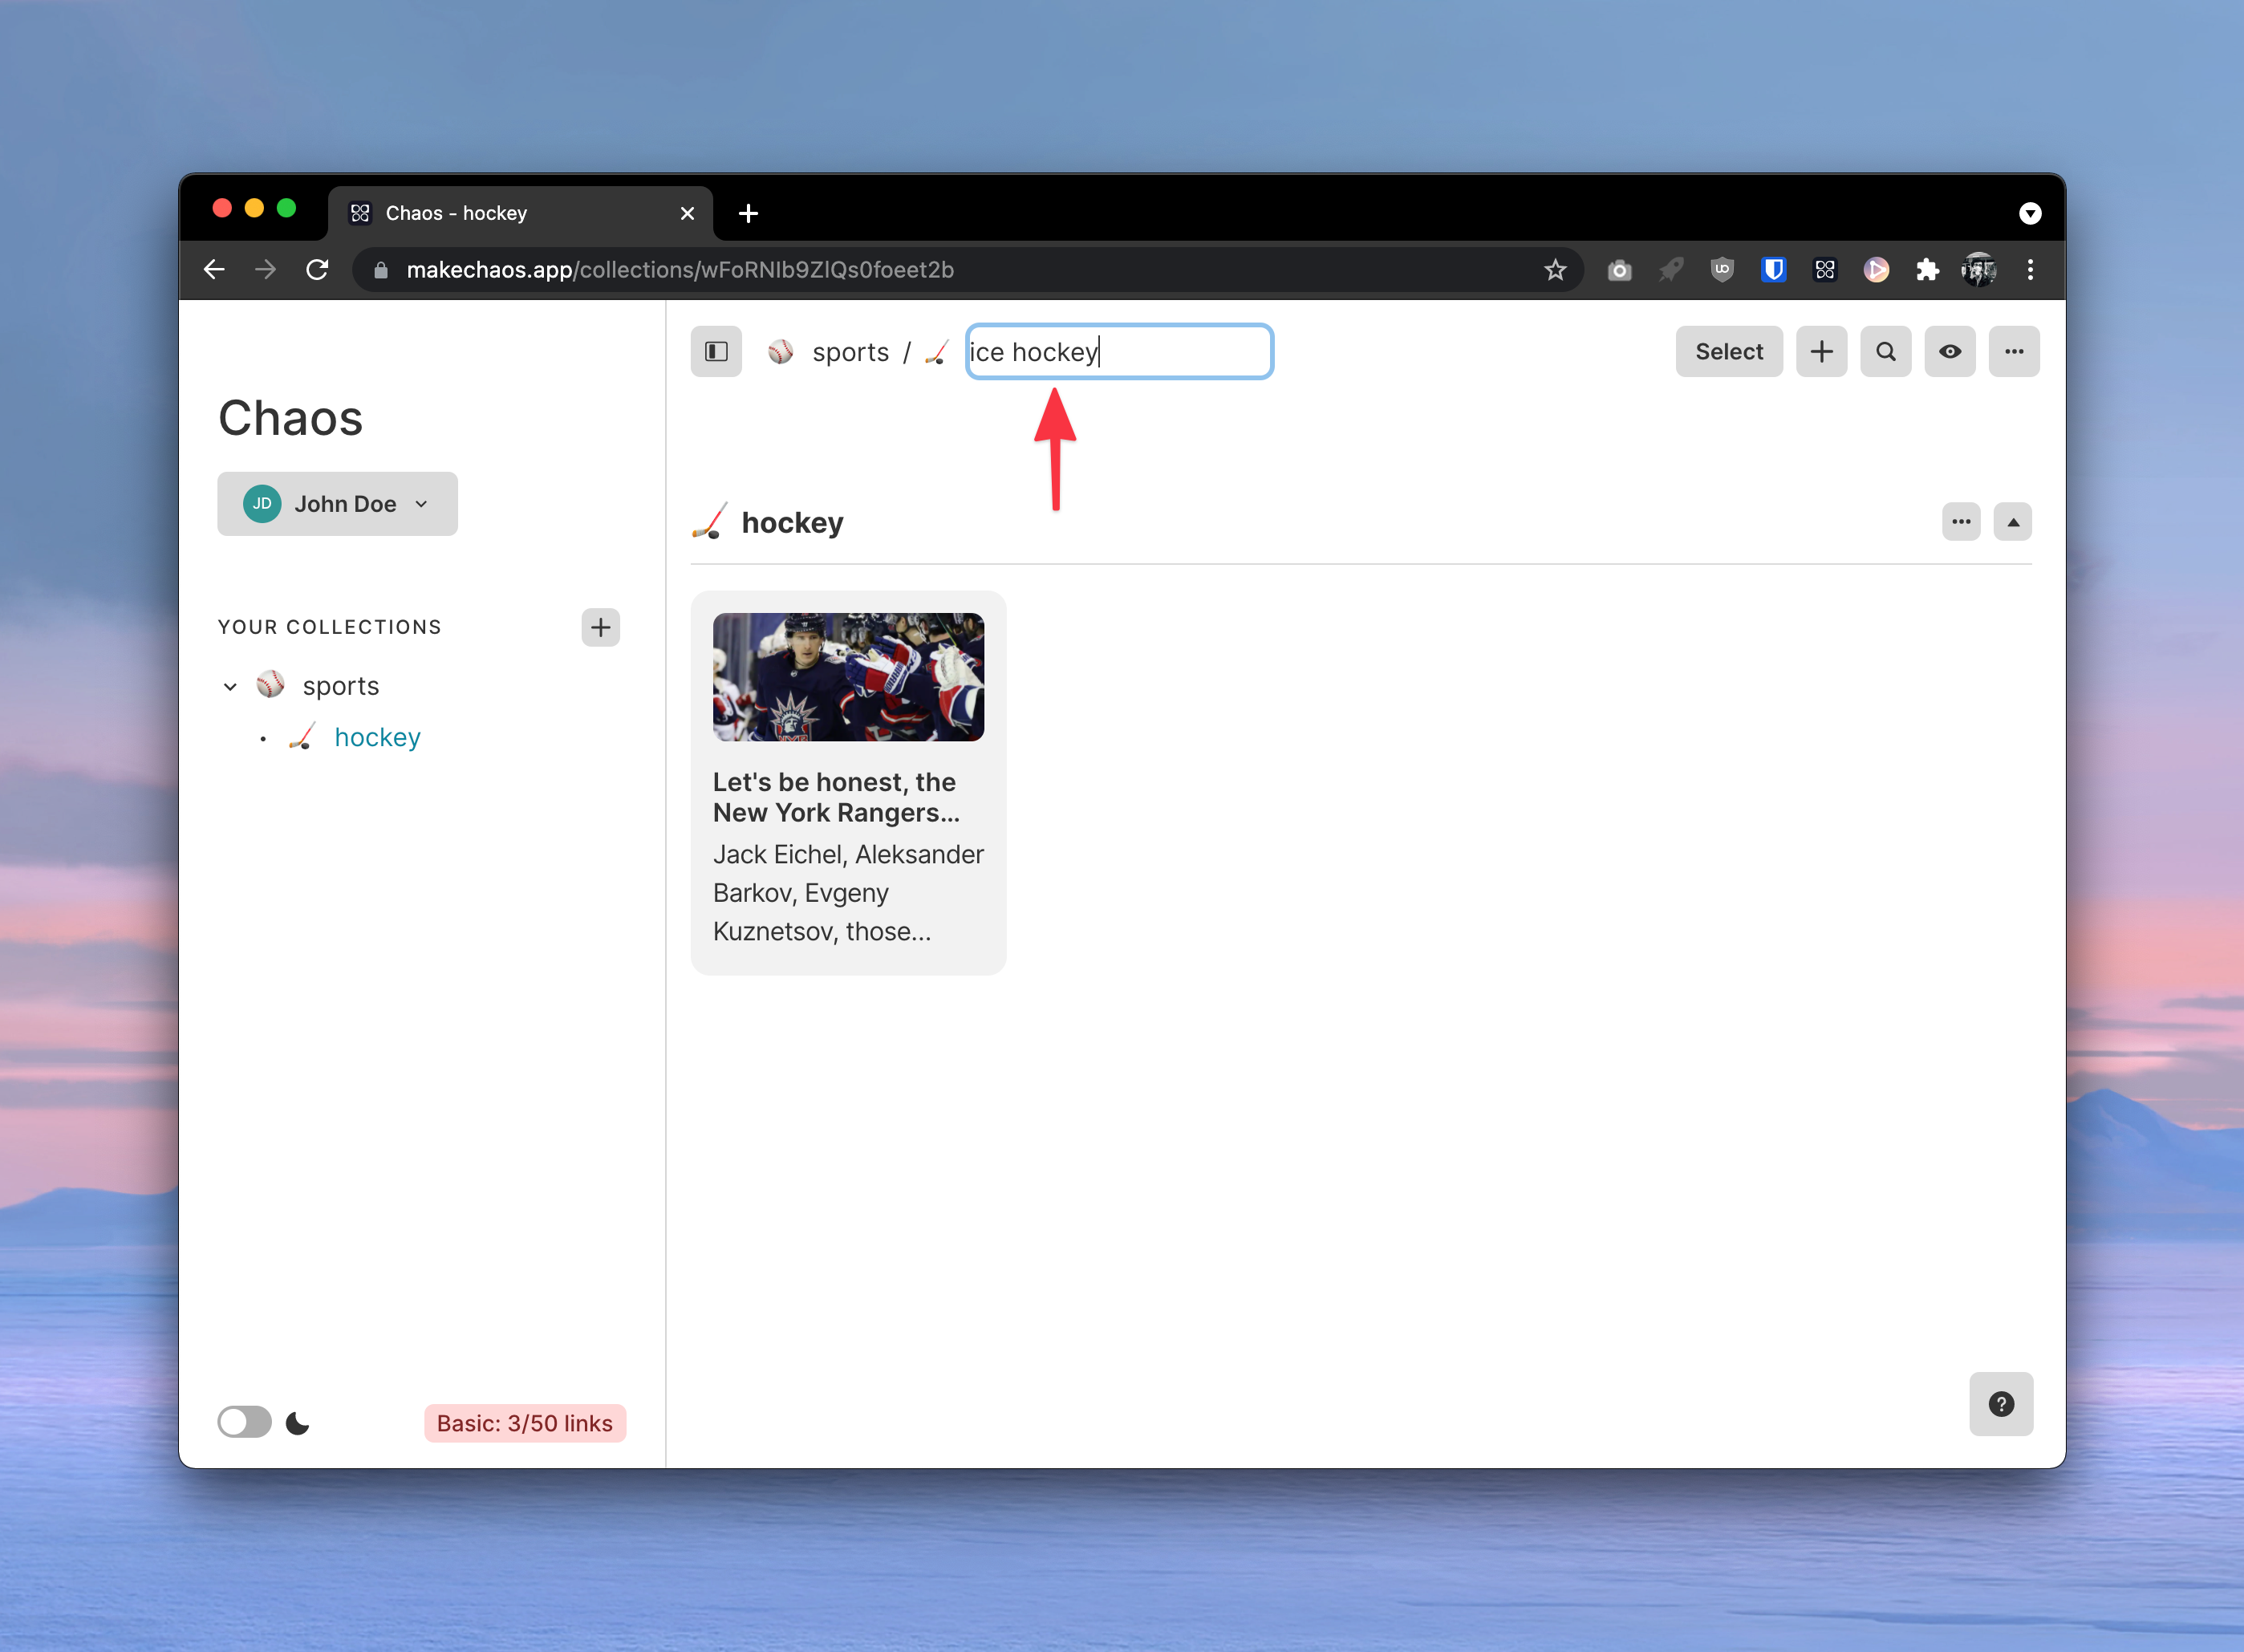 Chaos - hockey
makechaos.app/collections/wFoRNIb9ZlQs0foeet2b
sports / ice hockey
Select
Chaos
JD John Doe
hockey
YOUR COLLECTIONS
sports
hockey
Let's be honest, the
New York Rangers...
Jack Eichel, Aleksander
Barkov, Evgeny
Kuznetsov, those...
Basic: 3/50 links
?